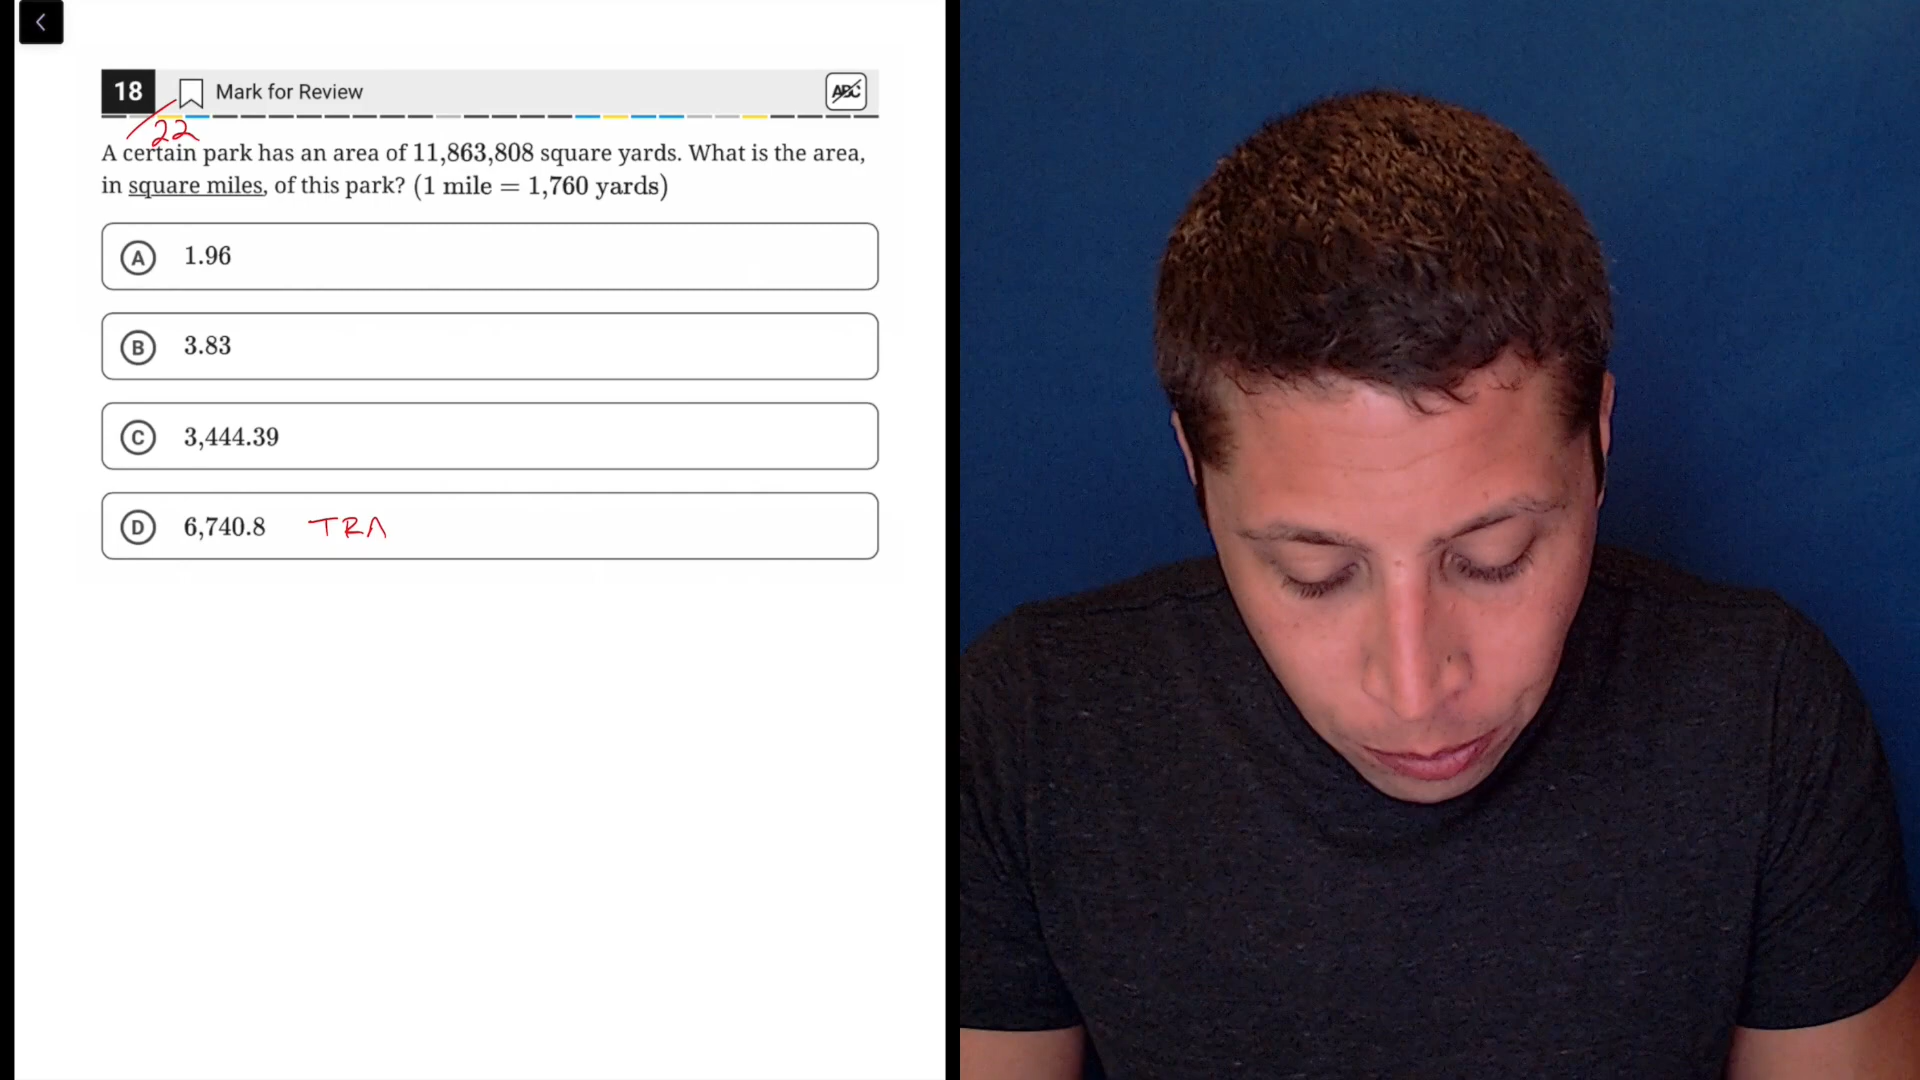 18 Mark for Review ABC
/22
A certain park has an area of 11,863,808 square yards. What is the area,
in square miles, of this park? (1 mile = 1,760 yards)
A 1.96
B 3.83
C 3,444.39
D 6,740.8 TRA